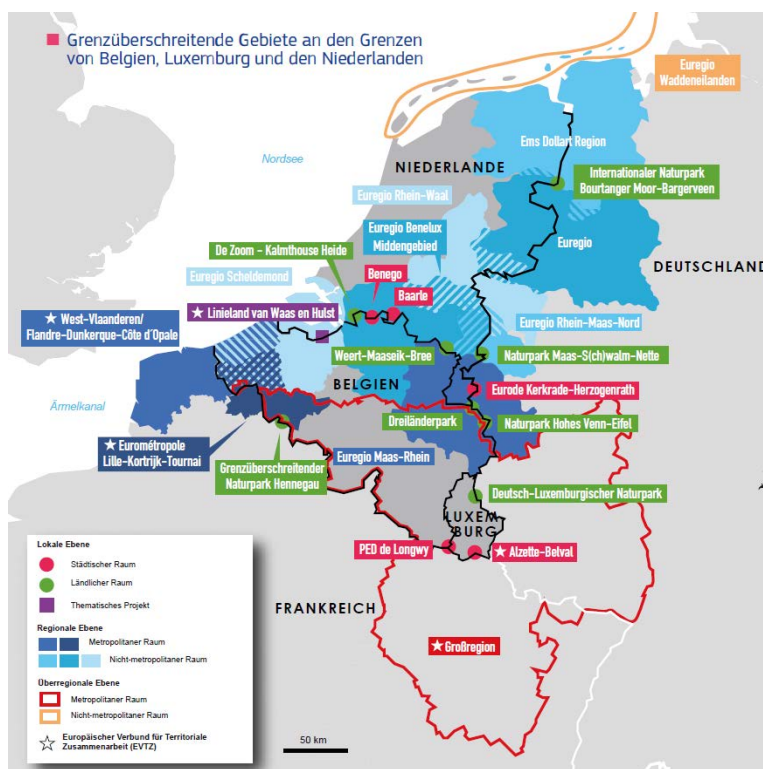 Grenzüberschreitende Gebiete an den Grenzen
von Belgien, Luxemburg und den Niederlanden
Euregio
Waddeneilanden
Ems Dollart Region
Nordsee
NIEDERLANDE
Internationaler Naturpark
Bourtanger Moor-Bargerveen
Euregio Rhein-Waal
Euregio Benelux
Middengebied
Euregio
De Zoom – Kalmthouse Heide
DEUTSCHLAND
Euregio Scheldemond
Benego
Baarle
West-Vlaanderen/
Flandre-Dunkerque-Côte d'Opale
Linieland van Waas en Hulst
Euregio Rhein-Maas-Nord
Weert-Maaseik-Bree
Naturpark Maas-S(ch)walm-Nette
BELGIEN
Eurode Kerkrade-Herzogenrath
Ärmelkanal
Dreiländerpark
Naturpark Hohes Venn-Eifel
Eurométropole
Lille-Kortrijk-Tournai
Grenzüberschreitender
Naturpark Hennegau
Euregio Maas-Rhein
Deutsch-Luxemburgischer Naturpark
LUXEM
BURG
PED de Longwy
Alzette-Belval
FRANKREICH
Großregion
Lokale Ebene
Städtischer Raum
Ländlicher Raum
Thematisches Projekt
Regionale Ebene
Metropolitaner Raum
Nicht-metropolitaner Raum
Überregionale Ebene
Metropolitaner Raum
Nicht-metropolitaner Raum
Europäischer Verbund für Territoriale
Zusammenarbeit (EVTZ)
50 km